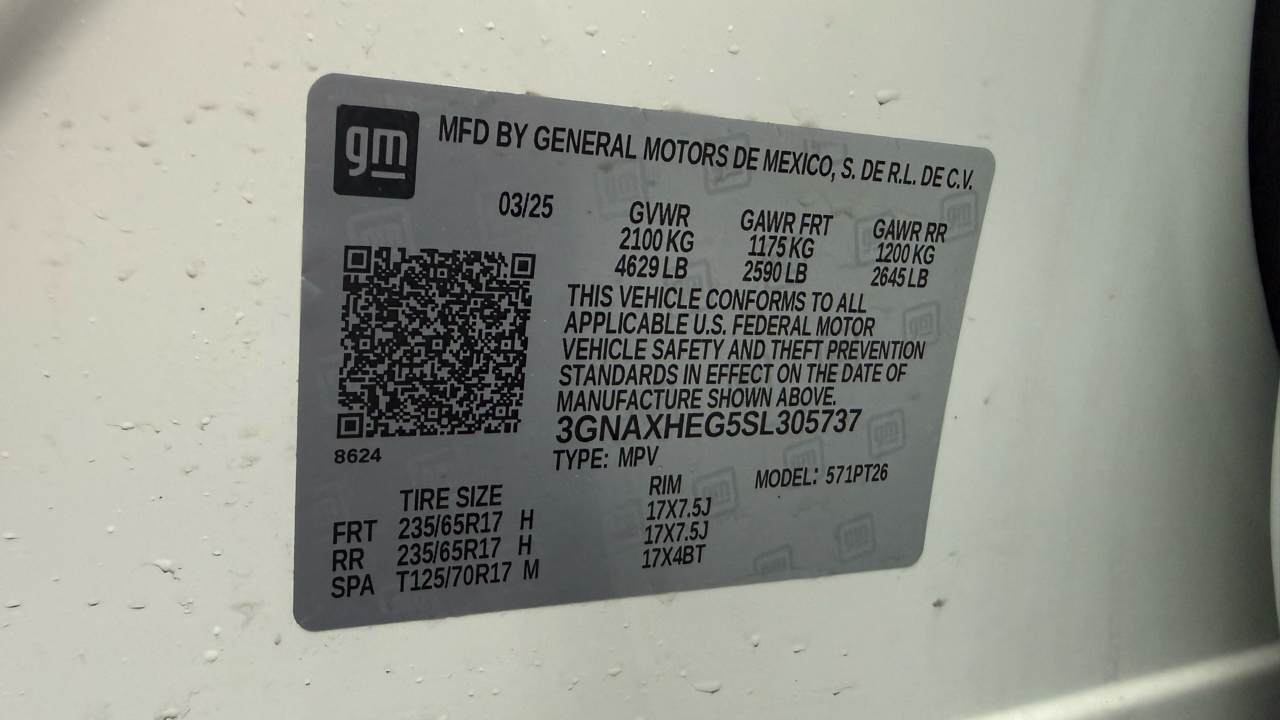 gm
MFD BY GENERAL MOTORS DE MEXICO, S. DE R.L. DE C.V.
03/25
GVWR GAWR FRT GAWR RR
2100 KG 1175 KG 1200 KG
4629 LB 2590 LB 2645 LB
THIS VEHICLE CONFORMS TO ALL
APPLICABLE U.S. FEDERAL MOTOR
VEHICLE SAFETY AND THEFT PREVENTION
STANDARDS IN EFFECT ON THE DATE OF
MANUFACTURE SHOWN ABOVE.
3GNAXHEG5SL305737
8624
TYPE: MPV MODEL: 571PT26
TIRE SIZE RIM
FRT 235/65R17 H 17X7.5J
RR 235/65R17 H 17X7.5J
SPA T125/70R17 M 17X4BT